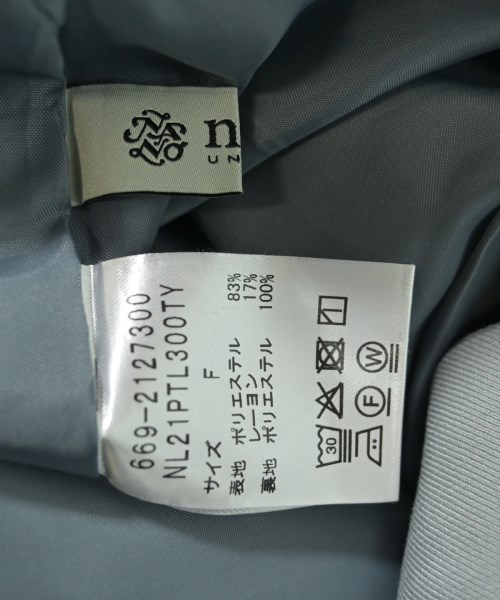 n
669-2127300
NL21PTL300TY
サイズ F
表地 ポリエステル 83%
レーヨン 17%
裏地 ポリエステル 100%
30
F
W